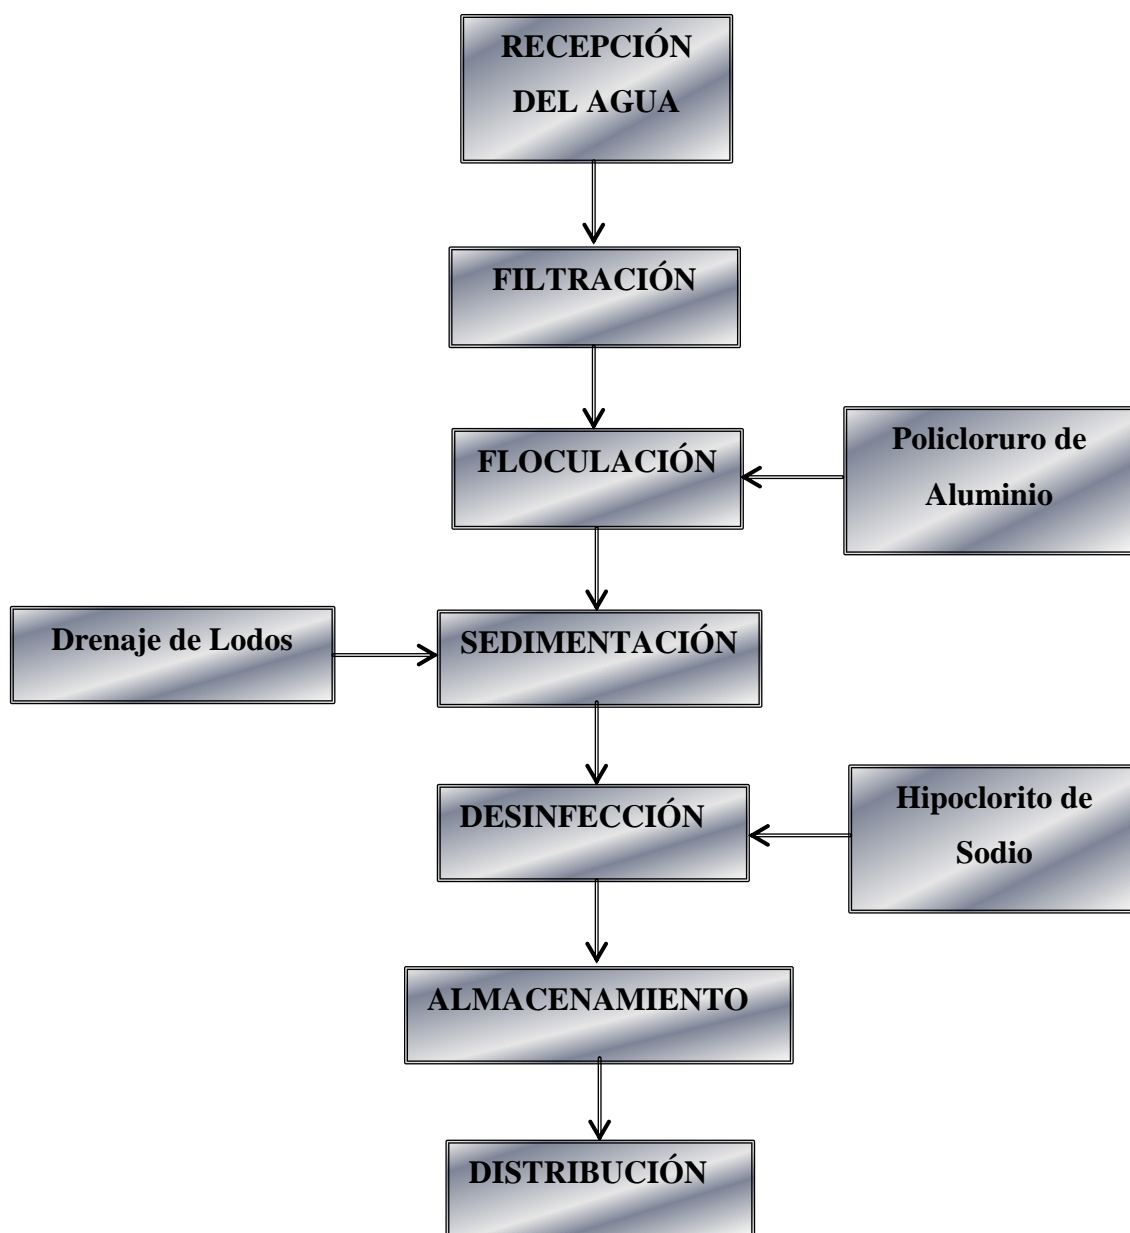 RECEPCIÓN
DEL AGUA
FILTRACIÓN
FLOCULACIÓN
Policloruro de
Aluminio
Drenaje de Lodos
SEDIMENTACIÓN
DESINFECCIÓN
Hipoclorito de
Sodio
ALMACENAMIENTO
DISTRIBUCIÓN